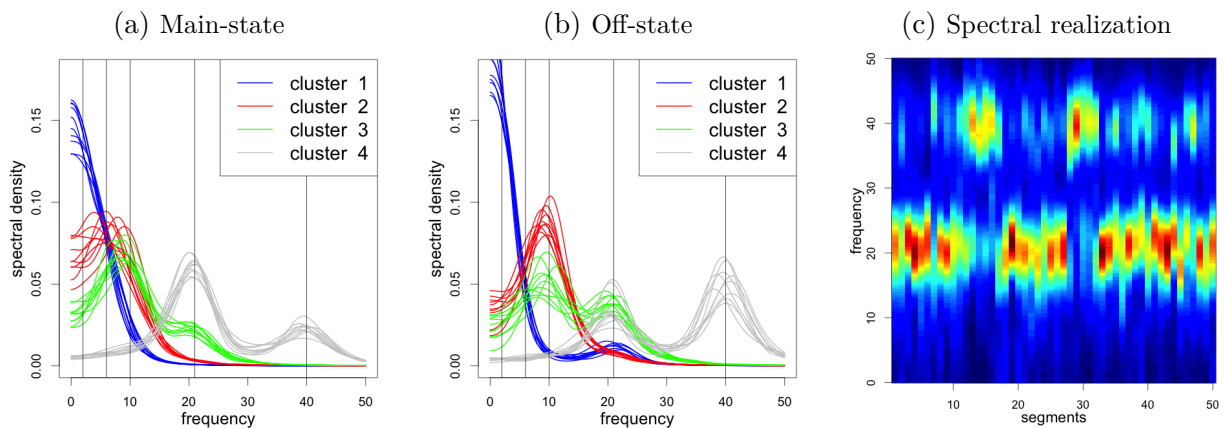 (a) Main-state
cluster 1
cluster 2
cluster 3
cluster 4
spectral density
0.00
0.05
0.10
0.15
0 10 20 30 40 50
frequency
(b) Off-state
cluster 1
cluster 2
cluster 3
cluster 4
spectral density
0.00
0.05
0.10
0.15
0 10 20 30 40 50
frequency
(c) Spectral realization
frequency
50
40
30
20
10
0
10 20 30 40 50
segments